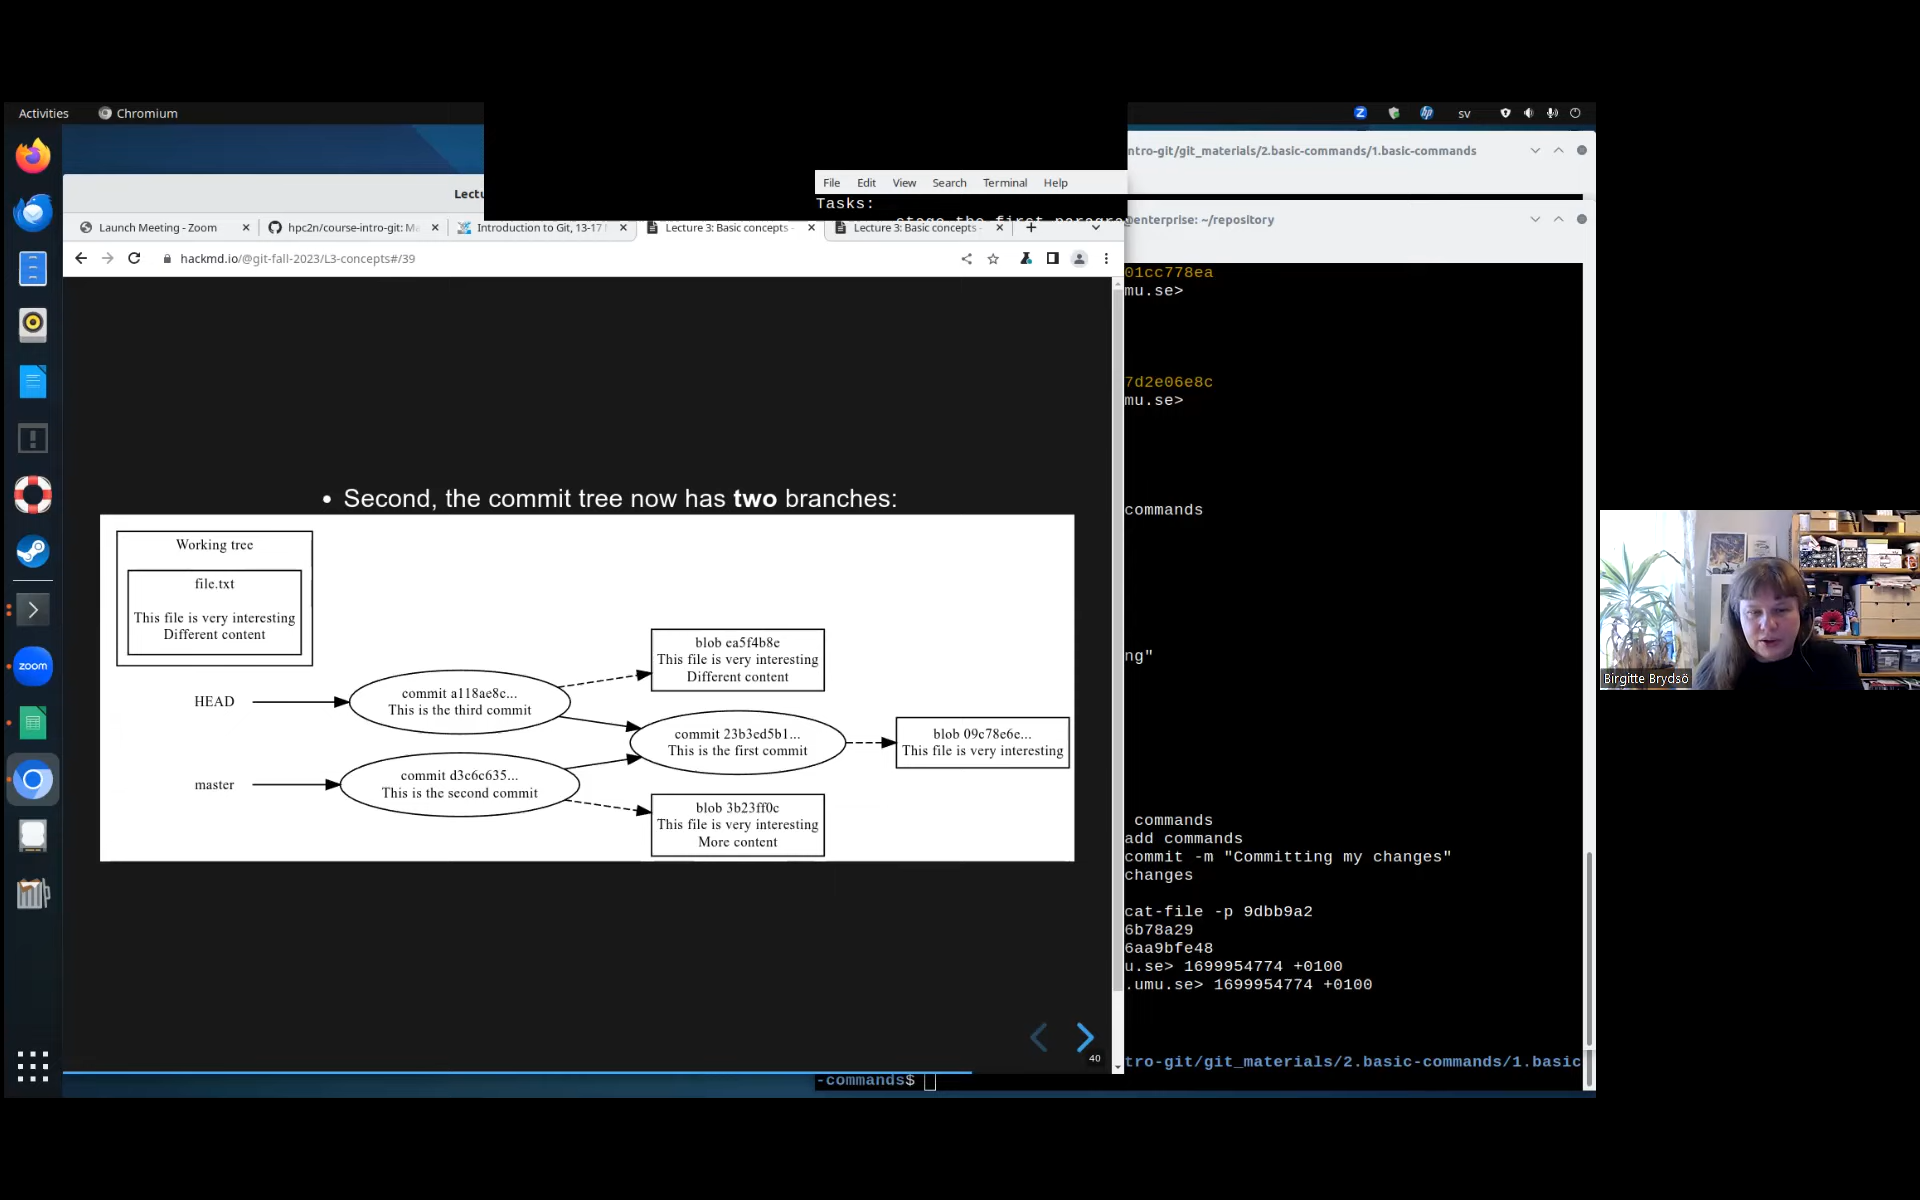 Activities
Chromium
sv
ntro-git/git_materials/2.basic-commands/1.basic-commands
Lectu
File Edit View Search Terminal Help
Tasks:
stage the first paragra
@enterprise: ~/repository
Launch Meeting - Zoom
hpc2n/course-intro-git: Me
Introduction to Git, 13-17 N
Lecture 3: Basic concepts -
Lecture 3: Basic concepts -
hackmd.io/@git-fall-2023/L3-concepts#/39
• Second, the commit tree now has two branches:
Working tree
file.txt
This file is very interesting
Different content
HEAD
commit a118ae8c...
This is the third commit
master
commit d3c6c635...
This is the second commit
blob ea5f4b8e
This file is very interesting
Different content
commit 23b3ed5b1...
This is the first commit
blob 3b23ff0c
This file is very interesting
More content
blob 09c78e6e...
This file is very interesting
40
01cc778ea
mu.se>
7d2e06e8c
mu.se>
commands
ng"
commands
add commands
commit -m "Committing my changes"
changes
cat-file -p 9dbb9a2
6b78a29
6aa9bfe48
u.se> 1699954774 +0100
.umu.se> 1699954774 +0100
tro-git/git_materials/2.basic-commands/1.basic
-commands$
zoom
Birgitte Brydsö